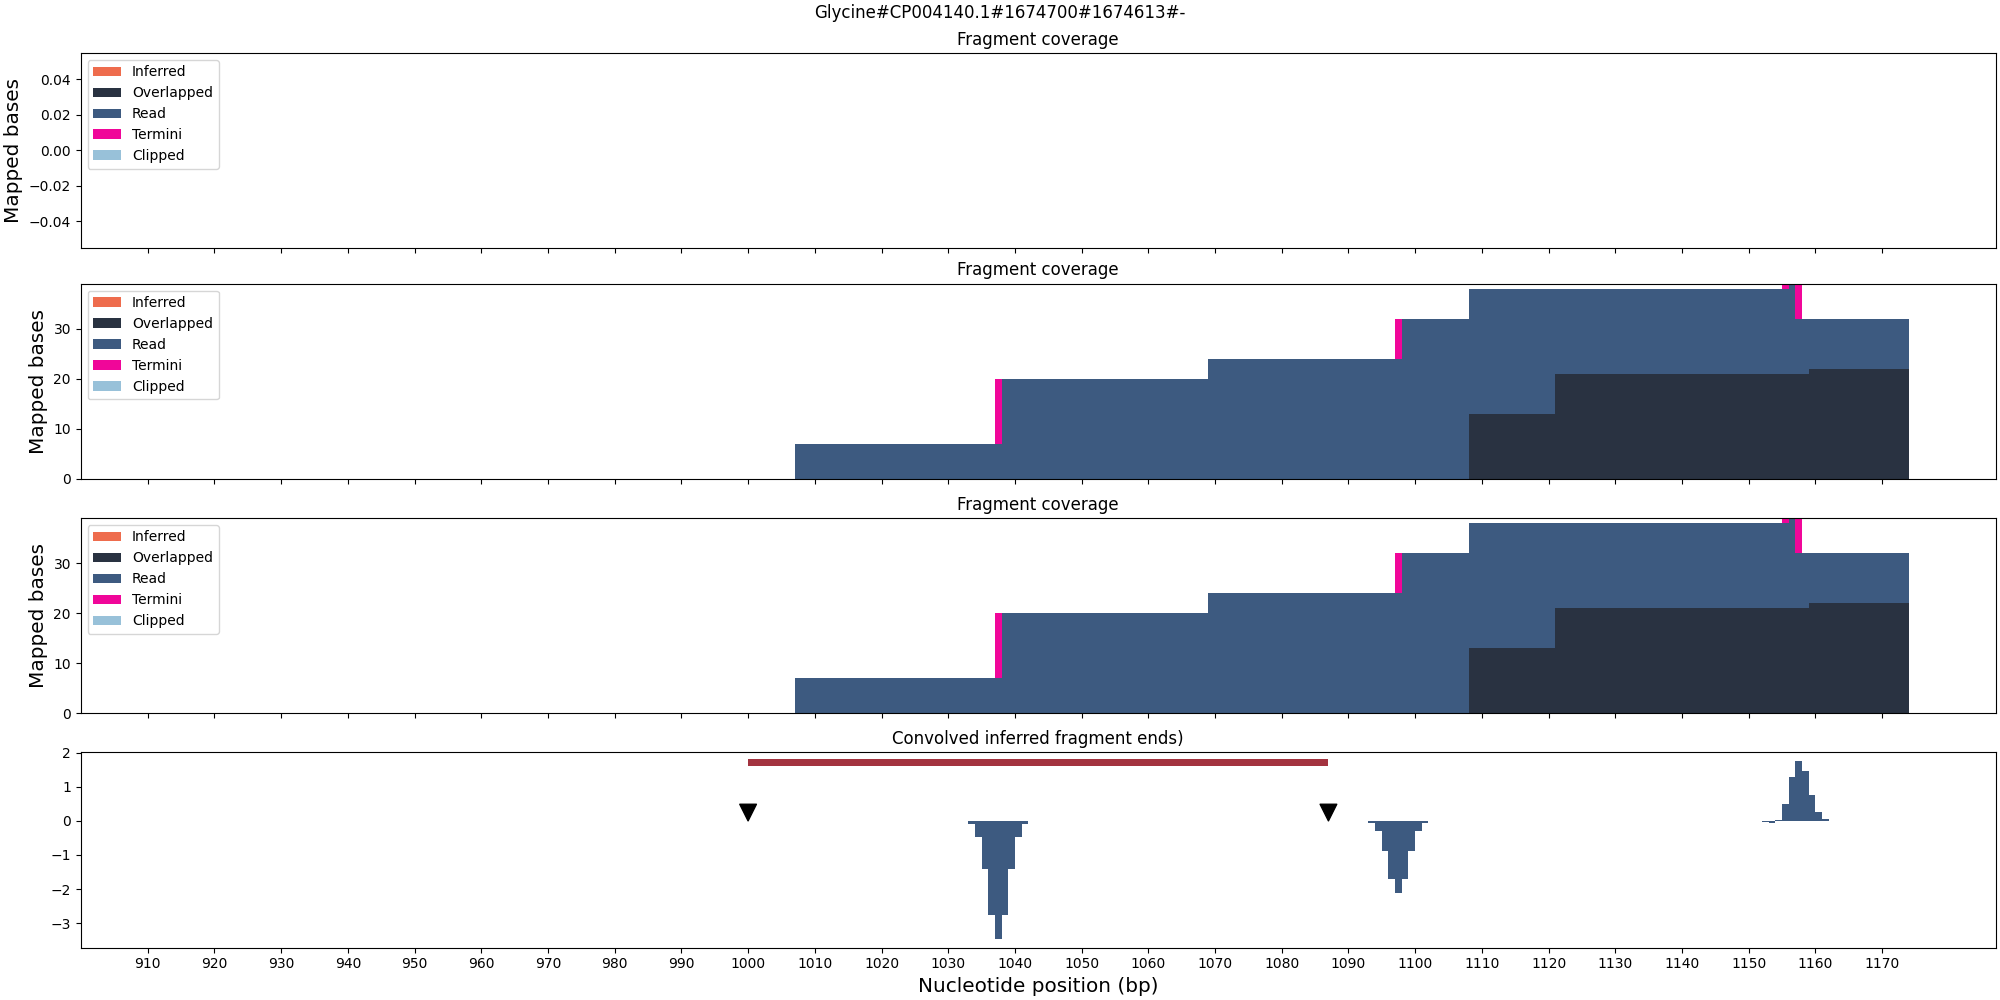 Glycine#CP004140.1#1674700#1674613#-
Fragment coverage
Mapped bases
0.04
0.02
0.00
−0.02
−0.04
Inferred
Overlapped
Read
Termini
Clipped
Fragment coverage
Mapped bases
30
20
10
0
Inferred
Overlapped
Read
Termini
Clipped
Fragment coverage
Mapped bases
30
20
10
0
Inferred
Overlapped
Read
Termini
Clipped
Convolved inferred fragment ends)
2
1
0
−1
−2
−3
910 920 930 940 950 960 970 980 990 1000 1010 1020 1030 1040 1050 1060 1070 1080 1090 1100 1110 1120 1130 1140 1150 1160 1170
Nucleotide position (bp)